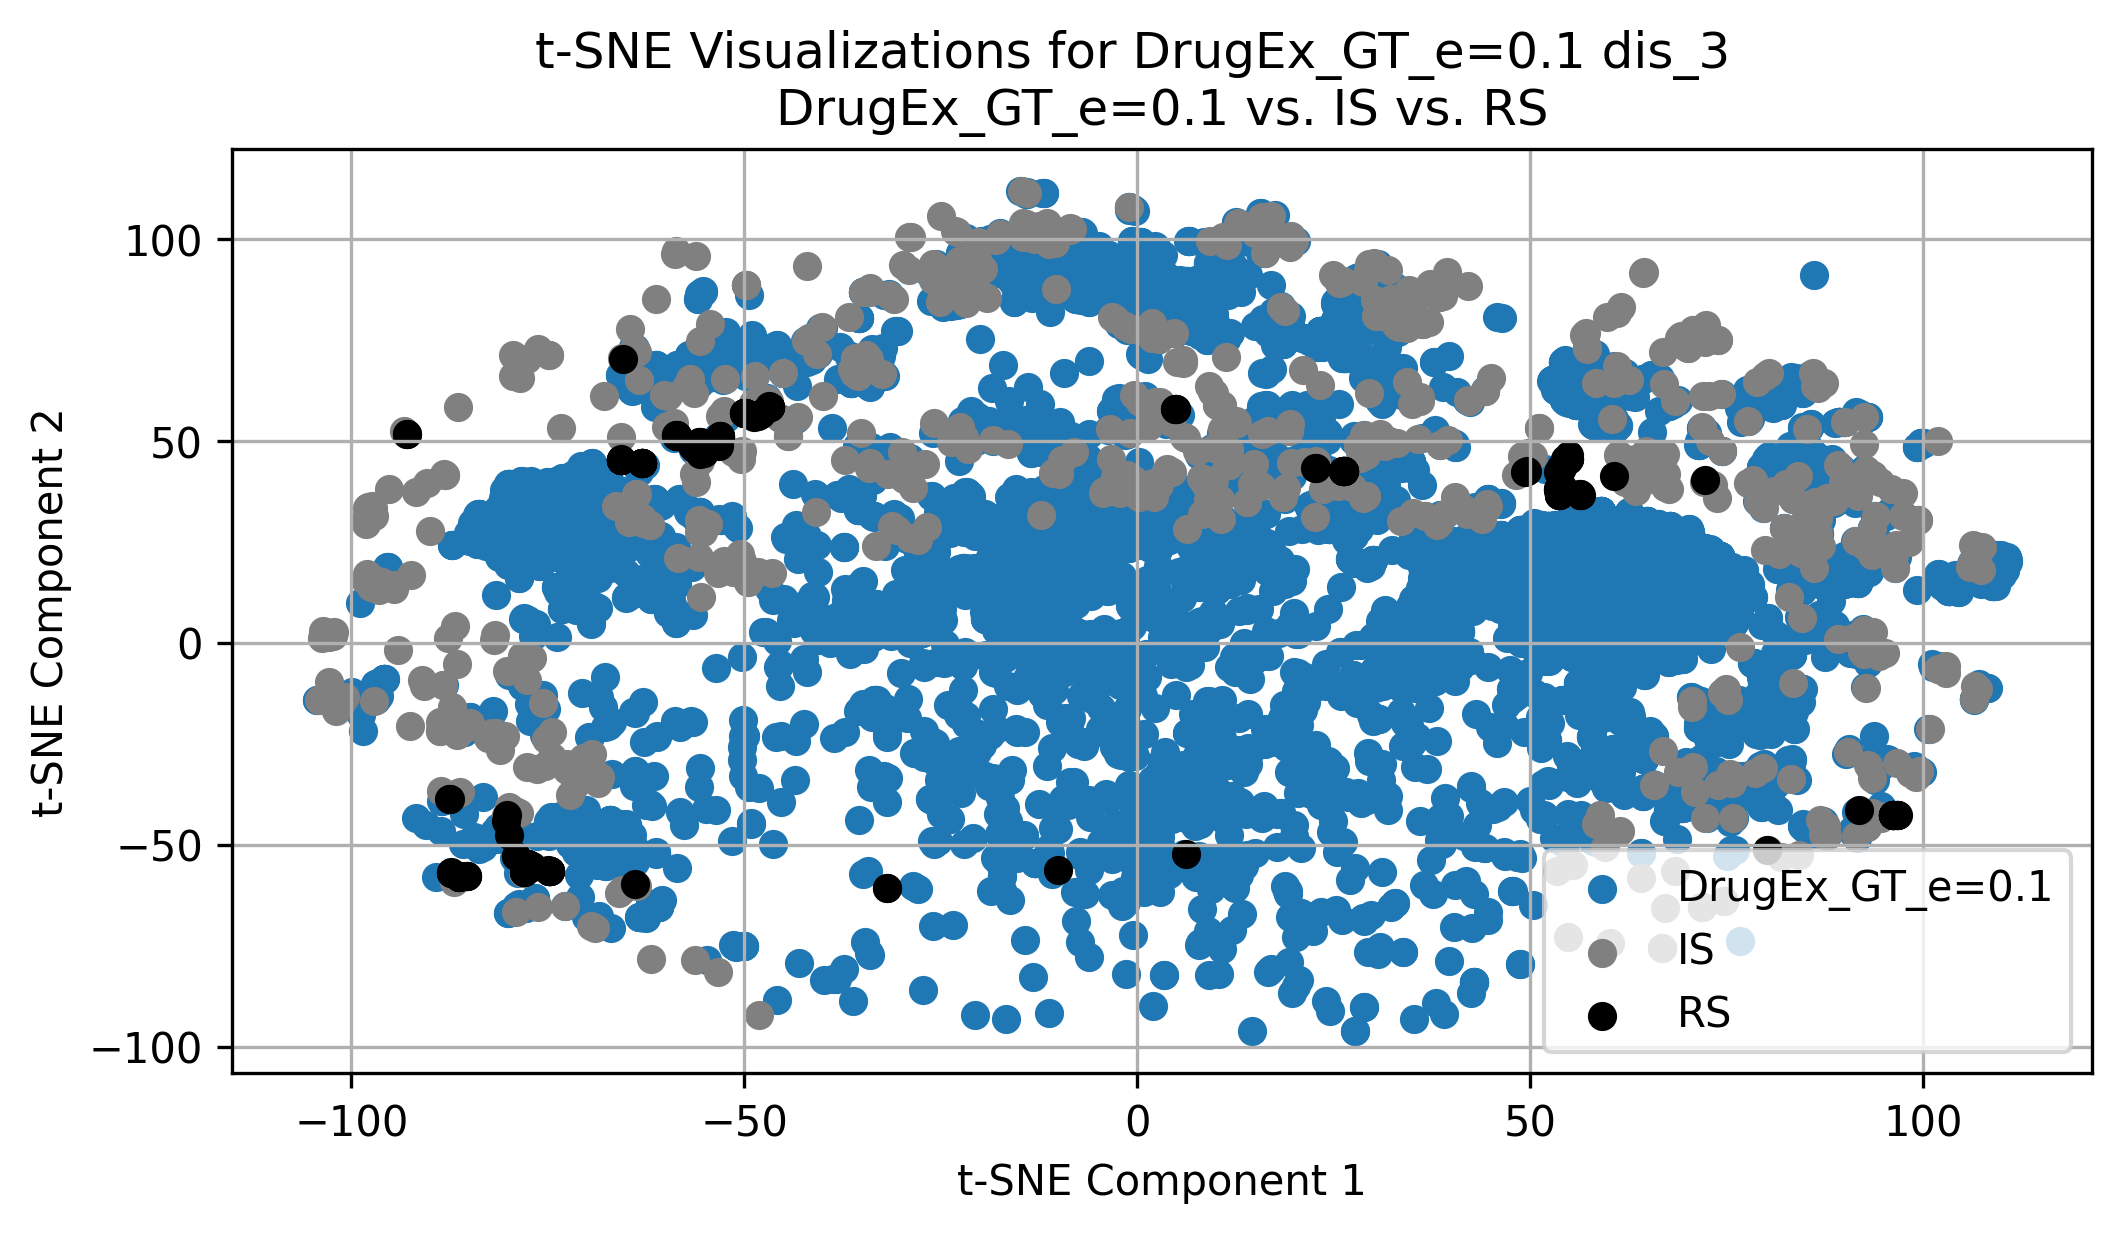 t-SNE Visualizations for DrugEx_GT_e=0.1 dis_3
DrugEx_GT_e=0.1 vs. IS vs. RS
t-SNE Component 2
100
50
0
−50
−100
DrugEx_GT_e=0.1
IS
RS
−100
−50
0
50
100
t-SNE Component 1